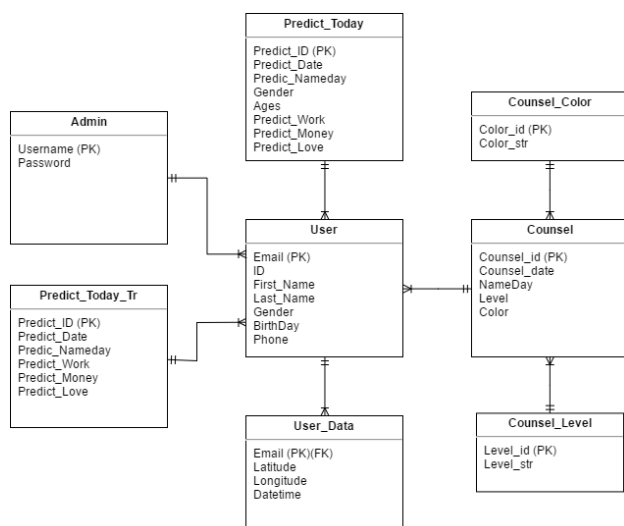 Predict_Today
Predict_ID (PK)
Predict_Date
Predic_Nameday
Gender
Ages
Predict_Work
Predict_Money
Predict_Love
Admin
Username (PK)
Password
Counsel_Color
Color_id (PK)
Color_str
User
Email (PK)
ID
First_Name
Last_Name
Gender
BirthDay
Phone
Counsel
Counsel_id (PK)
Counsel_date
NameDay
Level
Color
Predict_Today_Tr
Predict_ID (PK)
Predict_Date
Predic_Nameday
Predict_Work
Predict_Money
Predict_Love
User_Data
Email (PK)(FK)
Latitude
Longitude
Datetime
Counsel_Level
Level_id (PK)
Level_str